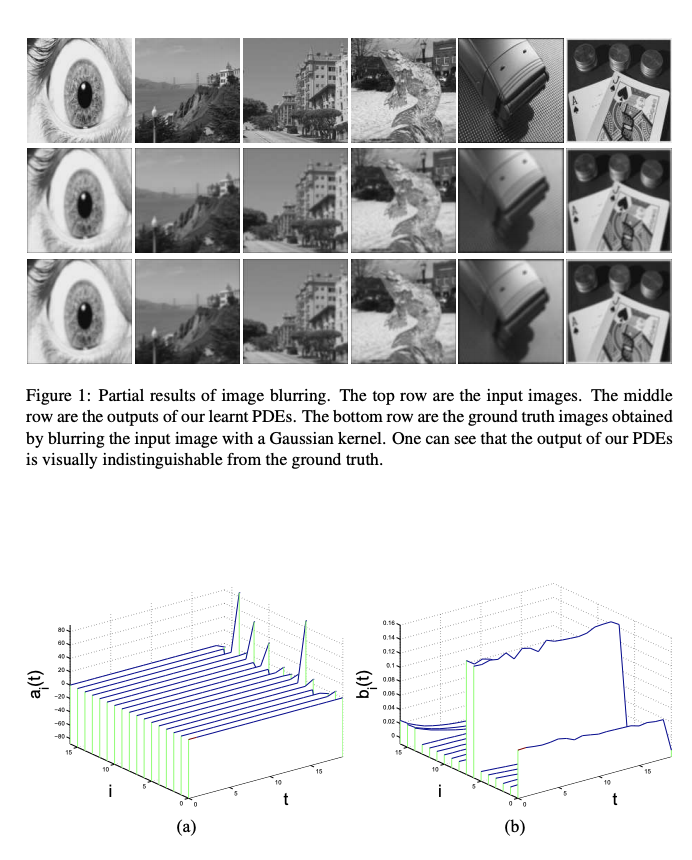 Figure 1: Partial results of image blurring. The top row are the input images. The middle
row are the outputs of our learnt PDEs. The bottom row are the ground truth images obtained
by blurring the input image with a Gaussian kernel. One can see that the output of our PDEs
is visually indistinguishable from the ground truth.
80
60
40
20
0
−20
−40
−60
−80
a_i(t)
15
10
5
0
i
0
5
10
15
t
(a)
0.16
0.14
0.12
0.1
0.08
0.06
0.04
0.02
0
b_i(t)
15
10
5
0
i
0
5
10
15
t
(b)